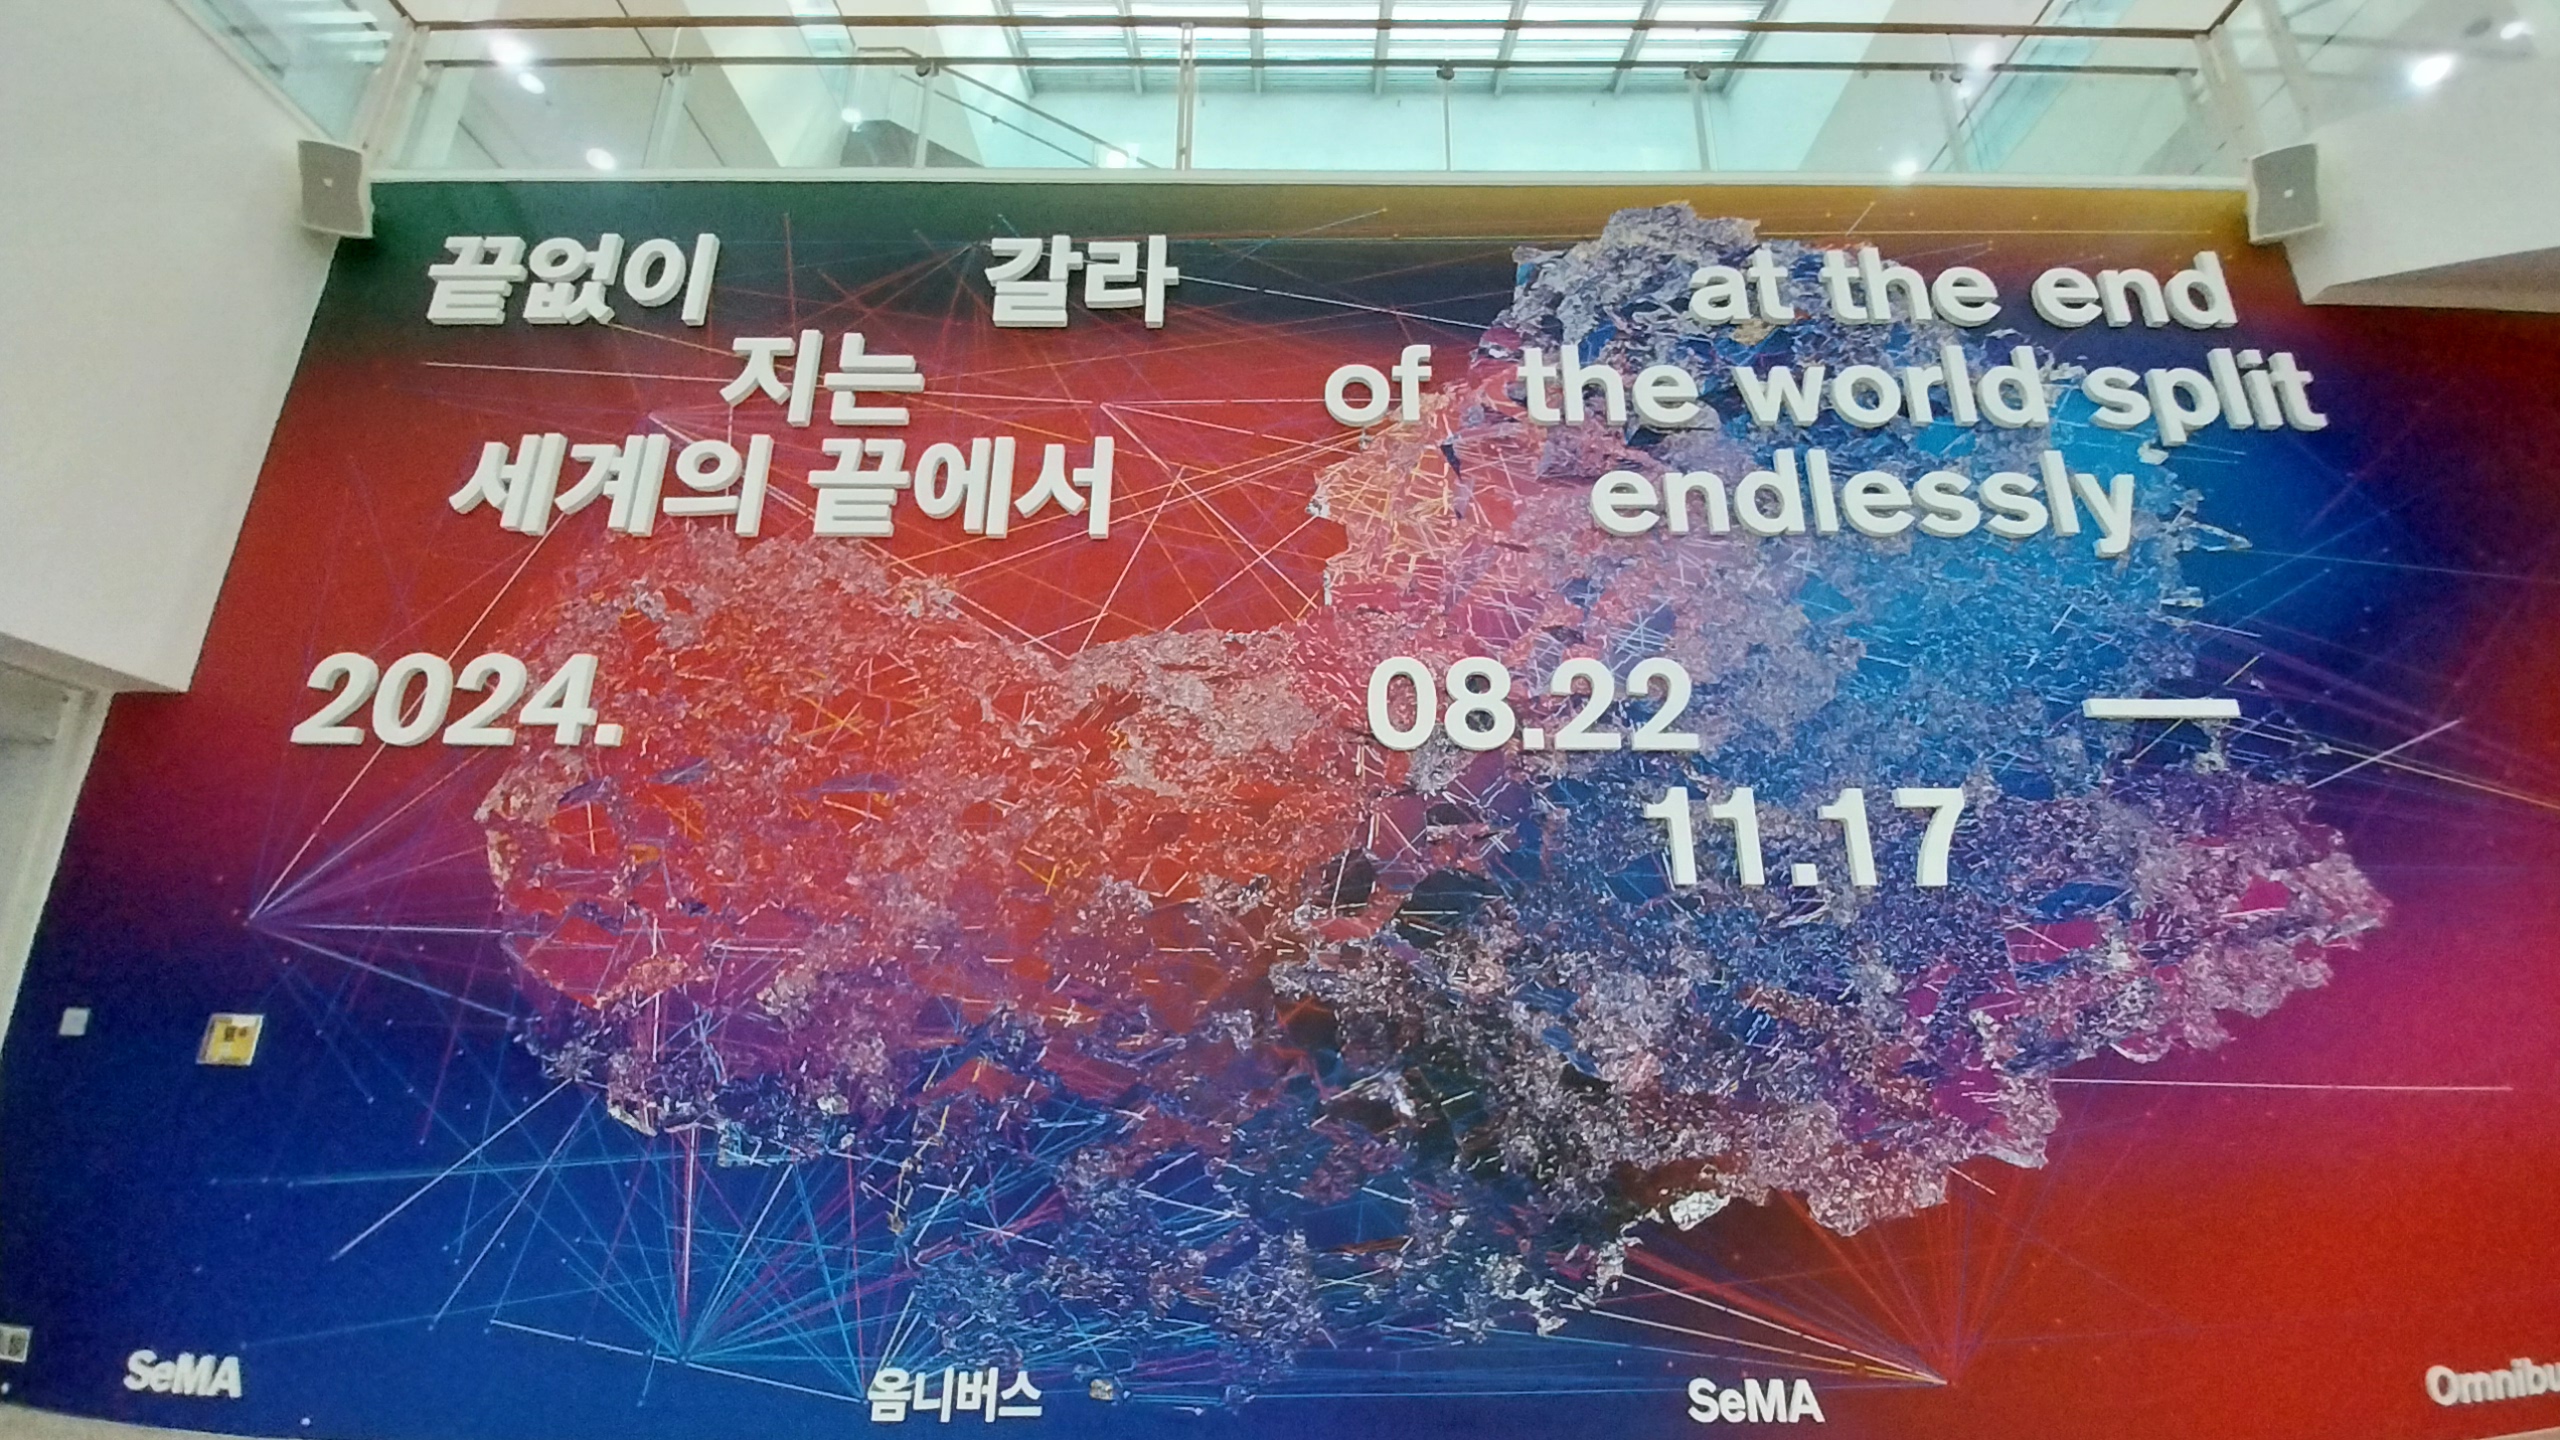 끝없이 갈라
지는
세계의 끝에서
at the end
of the world split
endlessly
2024.
08.22 —
11.17
SeMA
옴니버스
SeMA